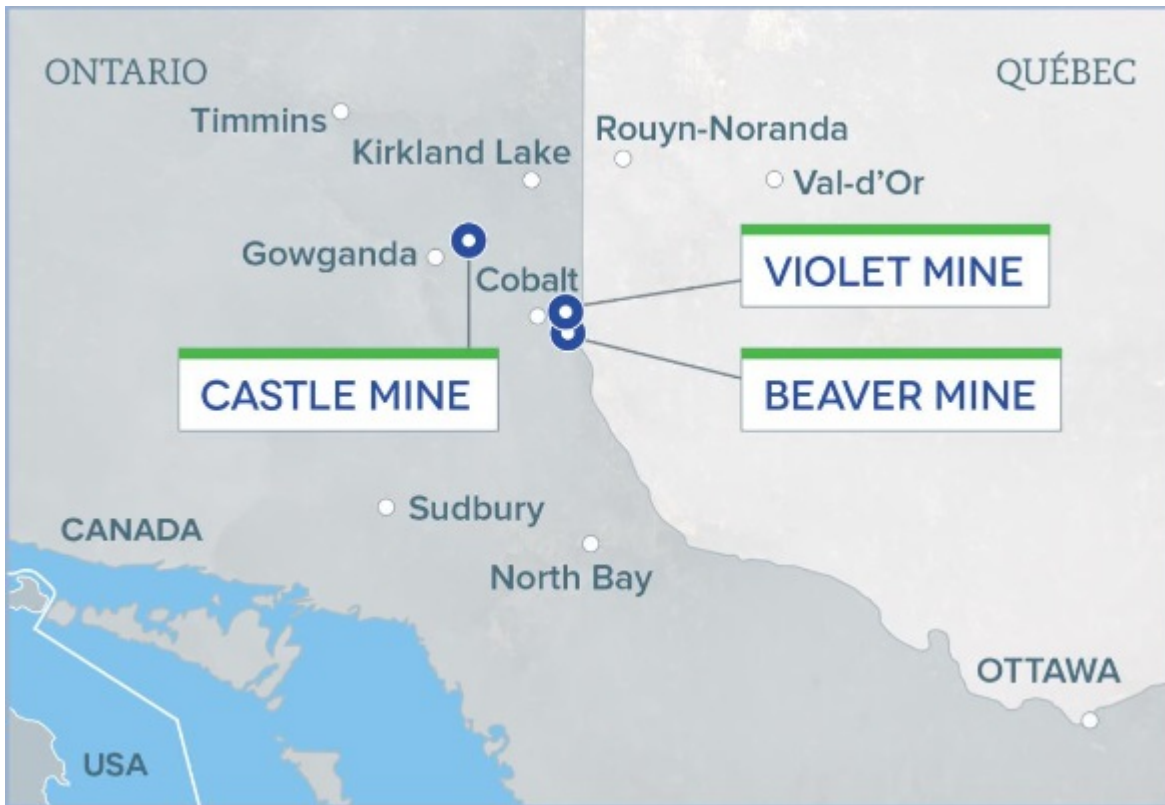 ONTARIO
QUÉBEC
Timmins
Rouyn-Noranda
Kirkland Lake
Val-d’Or
Gowganda
Cobalt
VIOLET MINE
CASTLE MINE
BEAVER MINE
Sudbury
CANADA
North Bay
OTTAWA
USA